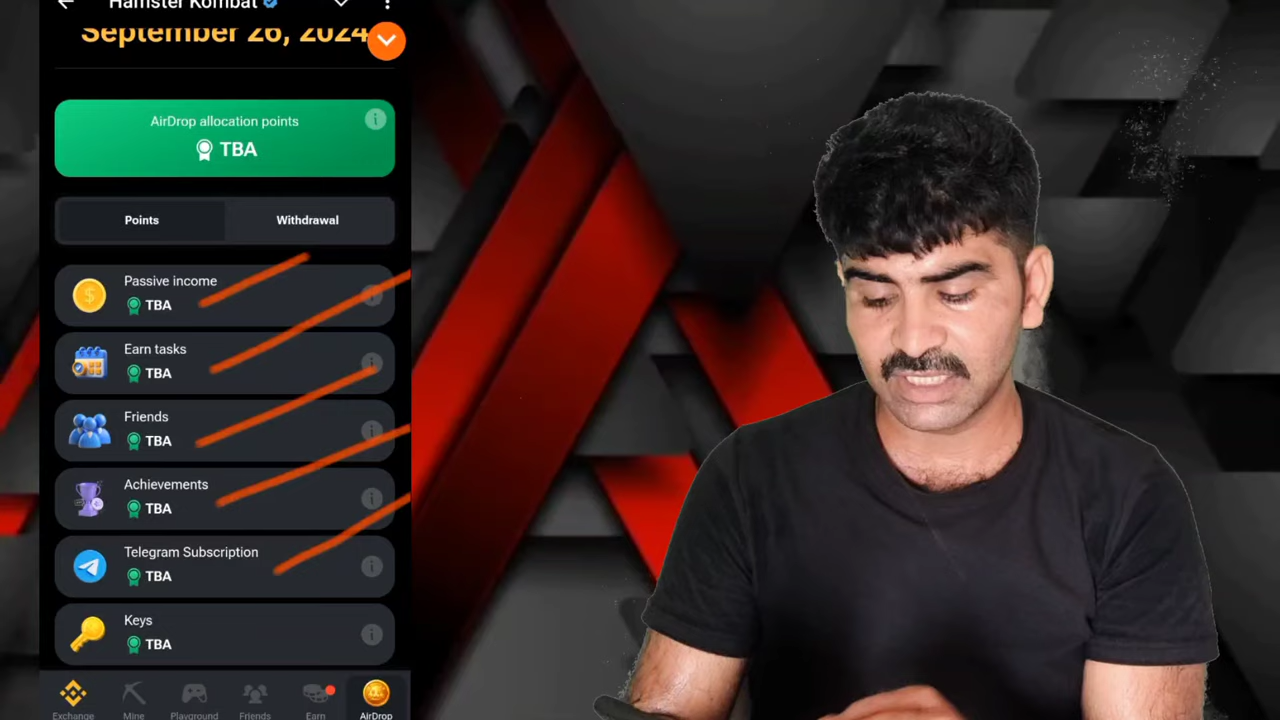 Hamster Kombat
September 26, 2024
AirDrop allocation points
TBA
Points
Withdrawal
Passive income
TBA
Earn tasks
TBA
Friends
TBA
Achievements
TBA
Telegram Subscription
TBA
Keys
TBA
Exchange
Mine
Playground
Friends
Earn
AirDrop